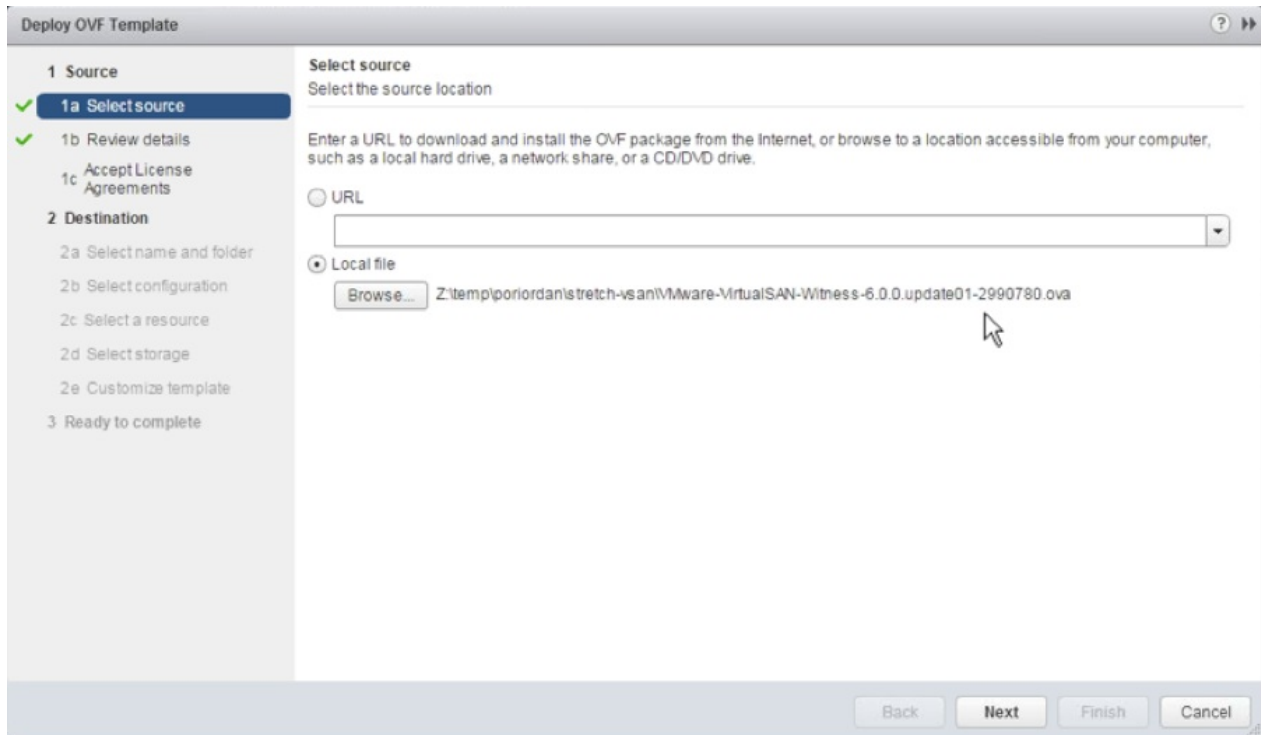 Deploy OVF Template
?
1 Source
1a Select source
1b Review details
1c Accept License
Agreements
2 Destination
2a Select name and folder
2b Select configuration
2c Select a resource
2d Select storage
2e Customize template
3 Ready to complete
Select source
Select the source location
Enter a URL to download and install the OVF package from the Internet, or browse to a location accessible from your computer,
such as a local hard drive, a network share, or a CD/DVD drive.
URL
Local file
Browse... Z:\temp\poriordan\stretch-vsan\VMware-VirtualSAN-Witness-6.0.0.update01-2990780.ova
Back Next Finish Cancel